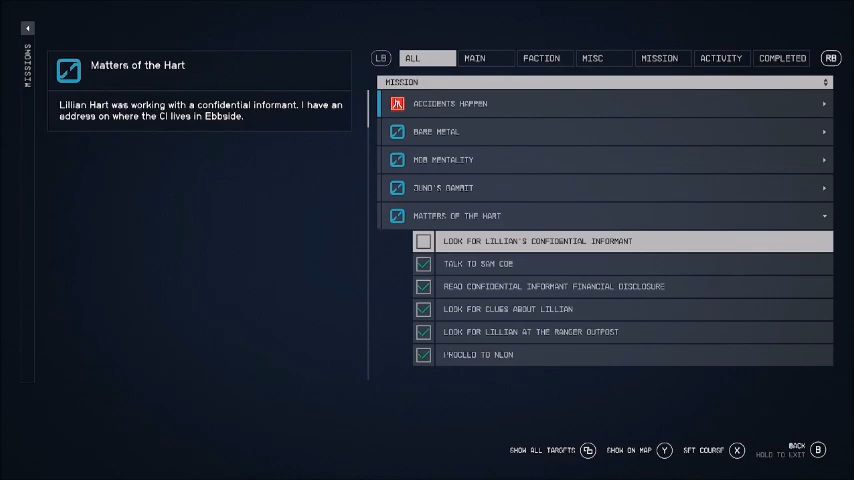 MISSIONS
Matters of the Hart
Lillian Hart was working with a confidential informant. I have an
address on where the CI lives in Ebbside.
LB ALL MAIN FACTION MISC MISSION ACTIVITY COMPLETED RB
MISSION
ACCIDENTS HAPPEN
BARE METAL
MOB MENTALITY
JUNO'S GAMBIT
MATTERS OF THE HART
LOOK FOR LILLIAN'S CONFIDENTIAL INFORMANT
TALK TO SAM COE
READ CONFIDENTIAL INFORMANT FINANCIAL DISCLOSURE
LOOK FOR CLUES ABOUT LILLIAN
LOOK FOR LILLIAN AT THE RANGER OUTPOST
PROCEED TO NEON
SHOW ALL TARGETS SHOW ON MAP Y SET COURSE X BACK B
HOLD TO EXIT